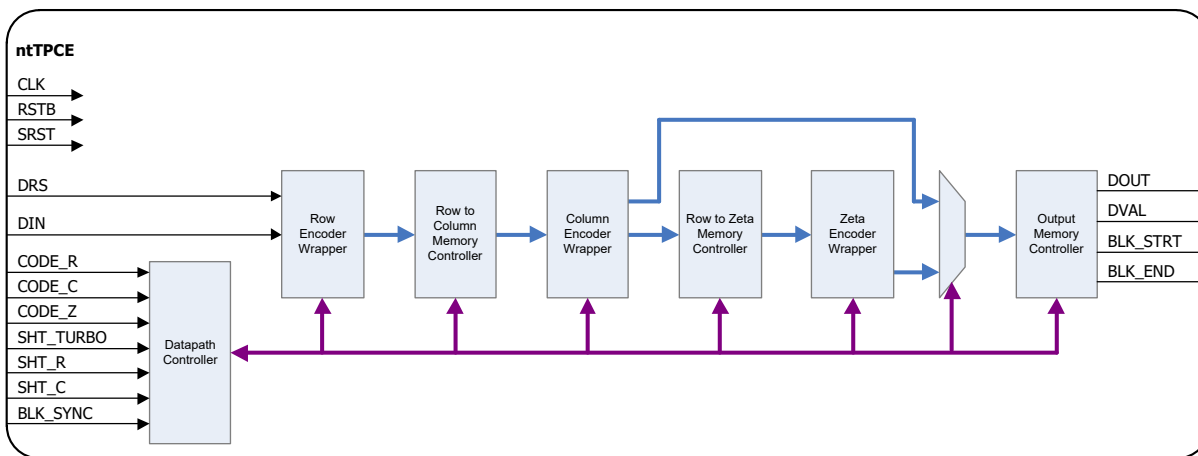 ntTPCE
CLK
RSTB
SRST
DRS
DIN
CODE_R
CODE_C
CODE_Z
SHT_TURBO
SHT_R
SHT_C
BLK_SYNC
Datapath
Controller
Row
Encoder
Wrapper
Row to
Column
Memory
Controller
Column
Encoder
Wrapper
Row to Zeta
Memory
Controller
Zeta
Encoder
Wrapper
Output
Memory
Controller
DOUT
DVAL
BLK_STRT
BLK_END